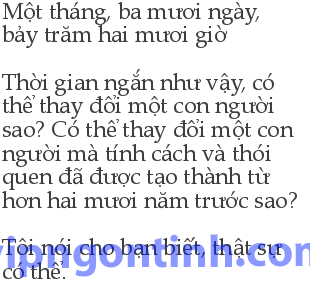 Một tháng, ba mươi ngày,
bảy trăm hai mươi giờ
Thời gian ngắn như vậy, có
thể thay đổi một con người
sao? Có thể thay đổi một con
người mà tính cách và thói
quen đã được tạo thành từ
hơn hai mươi năm trước sao?
Tôi nói cho bạn biết, thật sự
có thể.